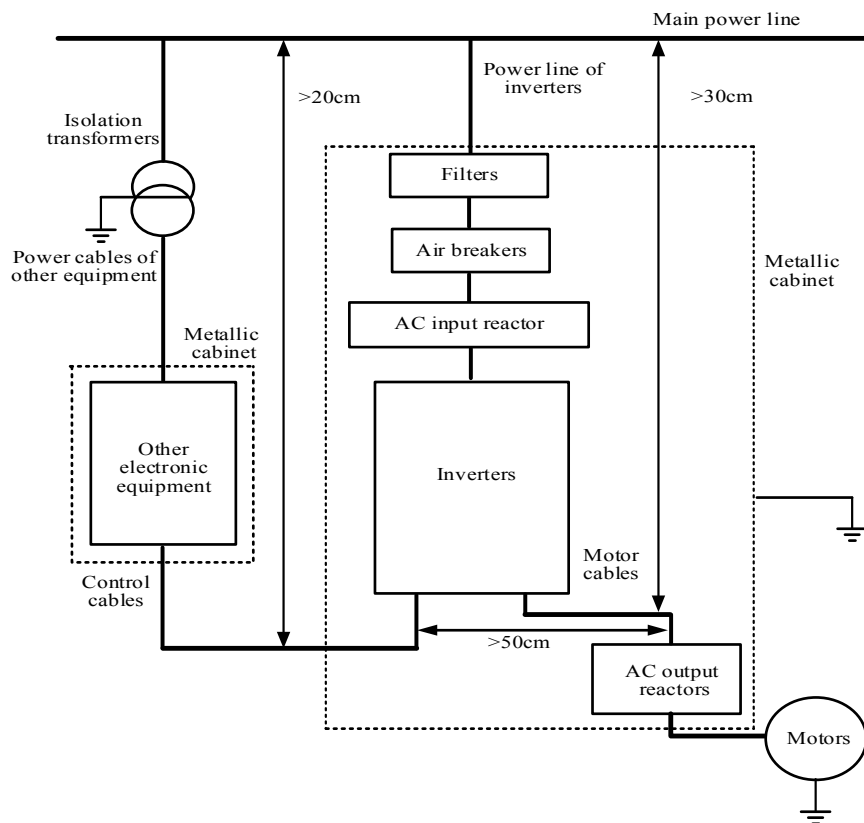 Main power line
Power line of
inverters
>20cm
>30cm
Isolation
transformers
Filters
Power cables of
other equipment
Air breakers
Metallic
cabinet
AC input reactor
Metallic
cabinet
Other
electronic
equipment
Inverters
Motor
cables
Control
cables
>50cm
AC output
reactors
Motors